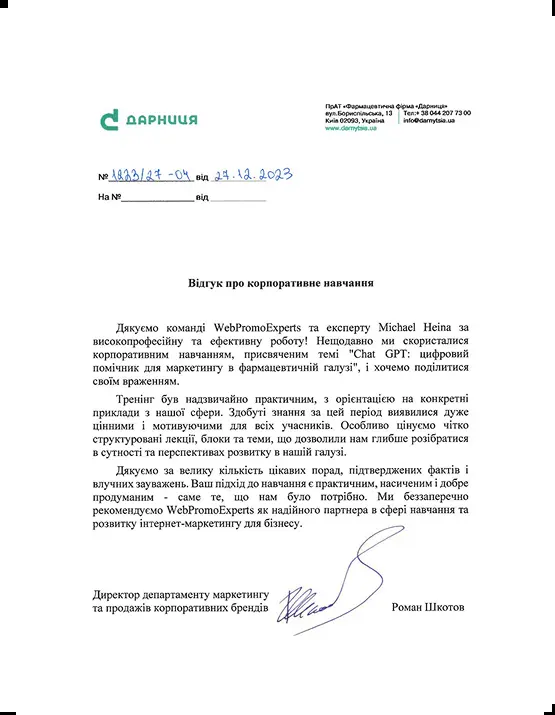 ДАРНИЦЯ
ПрАТ «Фармацевтична фірма «Дарниця»
вул.Бориспільська, 13 Тел:+ 38 044 207 73 00
Київ 02093, Україна info@darnytsia.ua
www.darnytsia.ua
№ 1223/27-04 від 27.12.2023
На № від
Відгук про корпоративне навчання
Дякуємо команді WebPromoExperts та експерту Michael Heina за
високопрофесійну та ефективну роботу! Нещодавно ми скористалися
корпоративним навчанням, присвяченим темі "Chat GPT: цифровий
помічник для маркетингу в фармацевтичній галузі", і хочемо поділитися
своїм враженням.
Тренінг був надзвичайно практичним, з орієнтацією на конкретні
приклади з нашої сфери. Здобуті знання за цей період виявилися дуже
цінними і мотивуючими для всіх учасників. Особливо цінуємо чітко
структуровані лекції, блоки та теми, що дозволили нам глибше розібратися
в сутності та перспективах розвитку в нашій галузі.
Дякуємо за велику кількість цікавих порад, підтверджених фактів і
влучних зауважень. Ваш підхід до навчання є практичним, насиченим і добре
продуманим - саме те, що нам було потрібно. Ми беззаперечно
рекомендуємо WebPromoExperts як надійного партнера в сфері навчання та
розвитку інтернет-маркетингу для бізнесу.
Директор департаменту маркетингу
та продажів корпоративних брендів Роман Шкотов